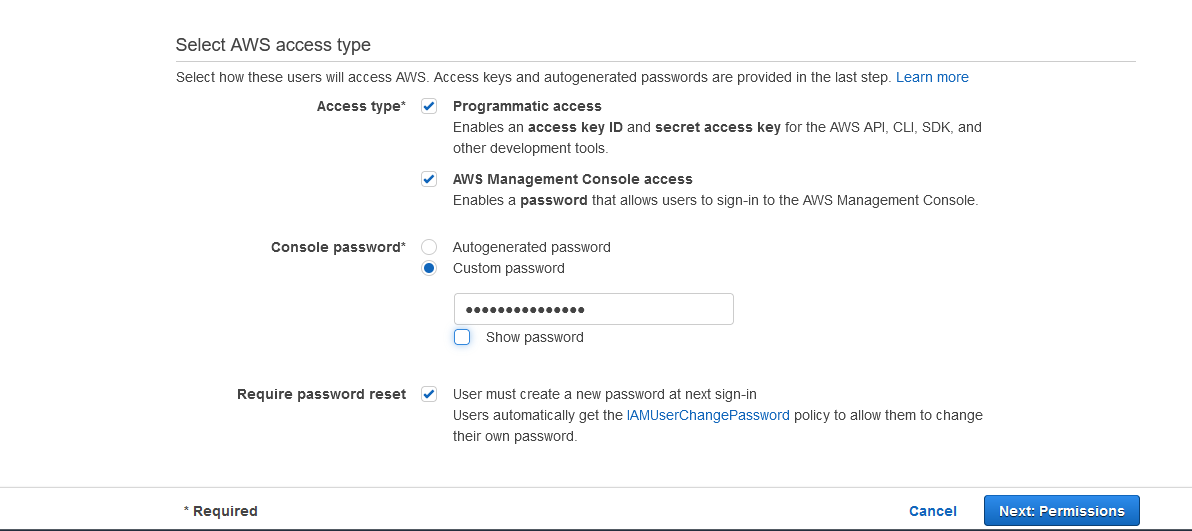 Select AWS access type
Select how these users will access AWS. Access keys and autogenerated passwords are provided in the last step. Learn more
Access type* Programmatic access
Enables an access key ID and secret access key for the AWS API, CLI, SDK, and
other development tools.
AWS Management Console access
Enables a password that allows users to sign-in to the AWS Management Console.
Console password* Autogenerated password
Custom password
•••••••••••••••
Show password
Require password reset User must create a new password at next sign-in
Users automatically get the IAMUserChangePassword policy to allow them to change
their own password.
* Required Cancel Next: Permissions